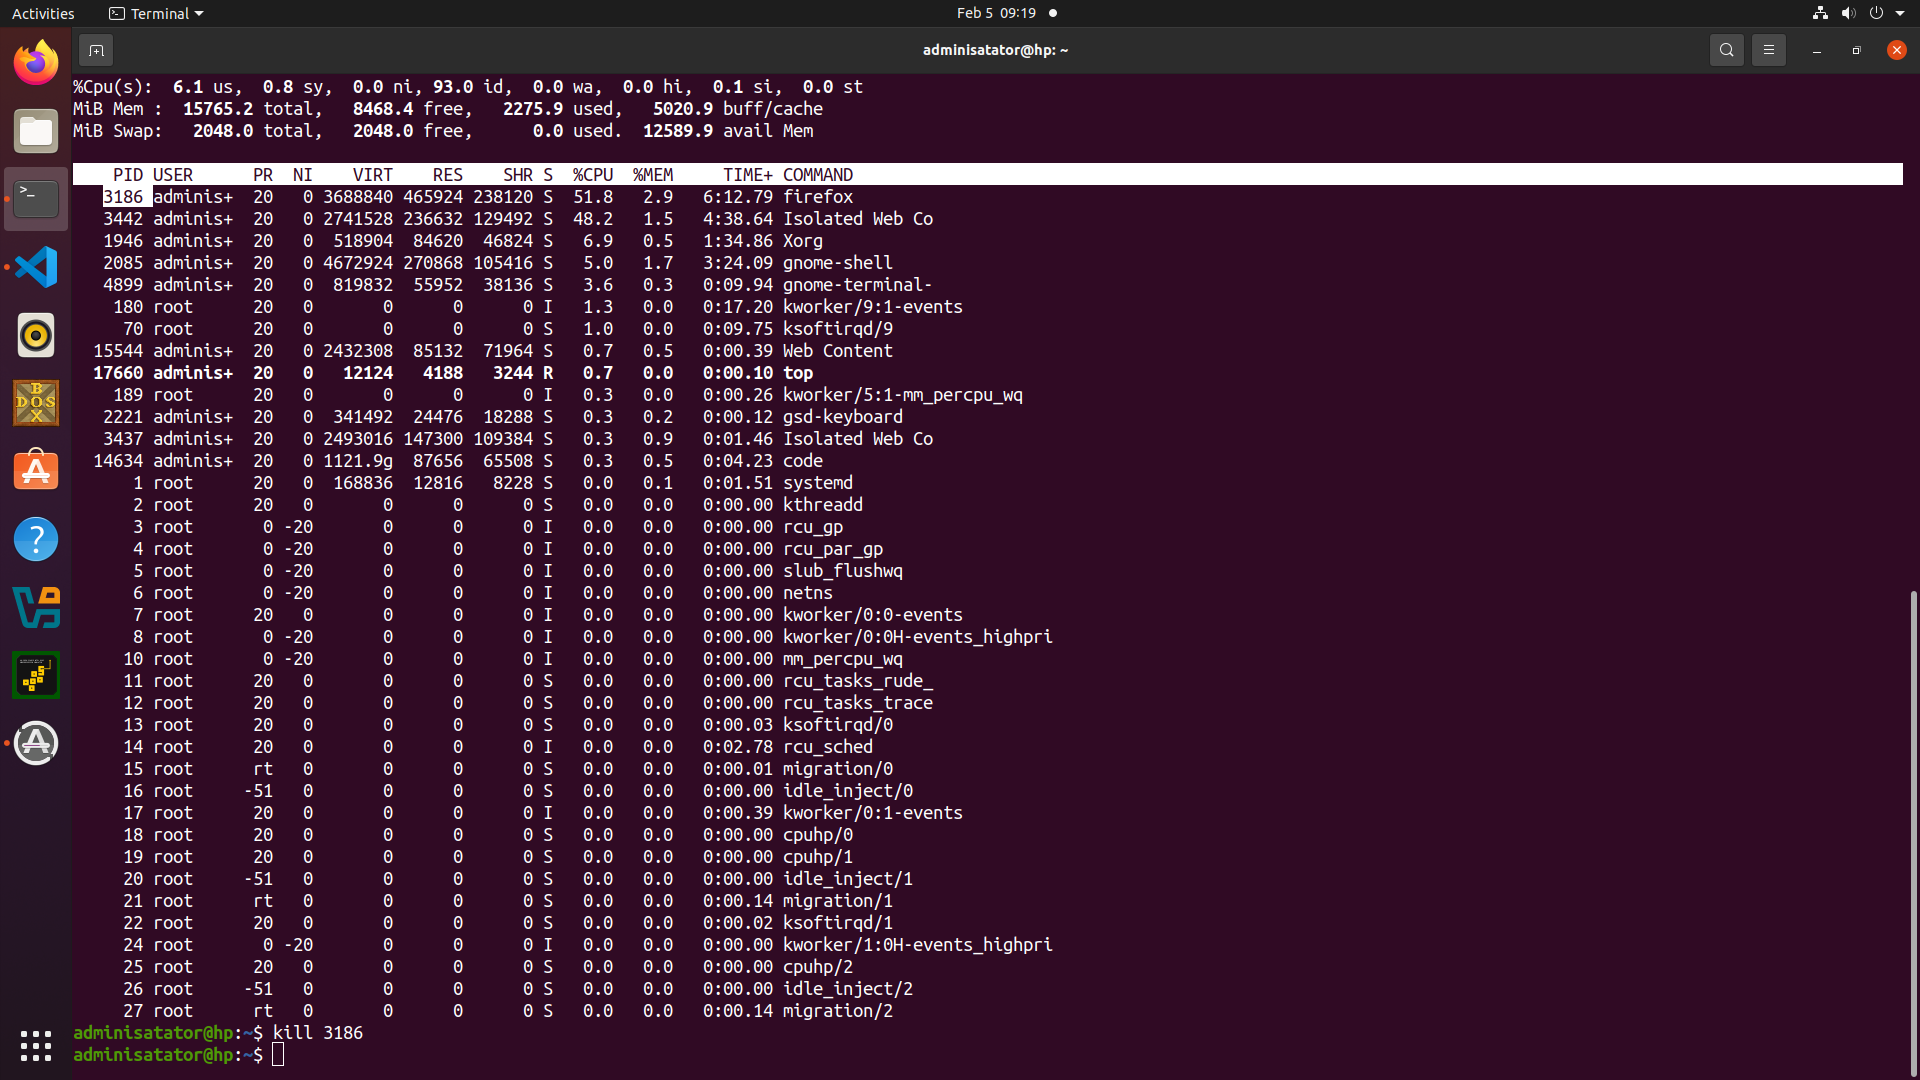 Activities Terminal Feb 5 09:19
adminisatator@hp: ~
%Cpu(s):  6.1 us,  0.8 sy,  0.0 ni, 93.0 id,  0.0 wa,  0.0 hi,  0.1 si,  0.0 st
MiB Mem :  15765.2 total,   8468.4 free,   2275.9 used,   5020.9 buff/cache
MiB Swap:   2048.0 total,   2048.0 free,      0.0 used.  12589.9 avail Mem
PID USER      PR  NI    VIRT    RES    SHR S  %CPU  %MEM     TIME+ COMMAND
3186 adminis+  20   0 3688840 465924 238120 S  51.8   2.9   6:12.79 firefox
3442 adminis+  20   0 2741528 236632 129492 S  48.2   1.5   4:38.64 Isolated Web Co
1946 adminis+  20   0  518904  84620  46824 S   6.9   0.5   1:34.86 Xorg
2085 adminis+  20   0 4672924 270868 105416 S   5.0   1.7   3:24.09 gnome-shell
4899 adminis+  20   0  819832  55952  38136 S   3.6   0.3   0:09.94 gnome-terminal-
180 root      20   0       0      0      0 I   1.3   0.0   0:17.20 kworker/9:1-events
70 root      20   0       0      0      0 S   1.0   0.0   0:09.75 ksoftirqd/9
15544 adminis+  20   0 2432308  85132  71964 S   0.7   0.5   0:00.39 Web Content
17660 adminis+  20   0   12124   4188   3244 R   0.7   0.0   0:00.10 top
189 root      20   0       0      0      0 I   0.3   0.0   0:00.26 kworker/5:1-mm_percpu_wq
2221 adminis+  20   0  341492  24476  18288 S   0.3   0.2   0:00.12 gsd-keyboard
3437 adminis+  20   0 2493016 147300 109384 S   0.3   0.9   0:01.46 Isolated Web Co
14634 adminis+  20   0 1121.9g  87656  65508 S   0.3   0.5   0:04.23 code
1 root      20   0  168836  12816   8228 S   0.0   0.1   0:01.51 systemd
2 root      20   0       0      0      0 S   0.0   0.0   0:00.00 kthreadd
3 root       0 -20       0      0      0 I   0.0   0.0   0:00.00 rcu_gp
4 root       0 -20       0      0      0 I   0.0   0.0   0:00.00 rcu_par_gp
5 root       0 -20       0      0      0 I   0.0   0.0   0:00.00 slub_flushwq
6 root       0 -20       0      0      0 I   0.0   0.0   0:00.00 netns
7 root      20   0       0      0      0 I   0.0   0.0   0:00.00 kworker/0:0-events
8 root       0 -20       0      0      0 I   0.0   0.0   0:00.00 kworker/0:0H-events_highpri
10 root       0 -20       0      0      0 I   0.0   0.0   0:00.00 mm_percpu_wq
11 root      20   0       0      0      0 S   0.0   0.0   0:00.00 rcu_tasks_rude_
12 root      20   0       0      0      0 S   0.0   0.0   0:00.00 rcu_tasks_trace
13 root      20   0       0      0      0 S   0.0   0.0   0:00.03 ksoftirqd/0
14 root      20   0       0      0      0 I   0.0   0.0   0:02.78 rcu_sched
15 root      rt   0       0      0      0 S   0.0   0.0   0:00.01 migration/0
16 root     -51   0       0      0      0 S   0.0   0.0   0:00.00 idle_inject/0
17 root      20   0       0      0      0 I   0.0   0.0   0:00.39 kworker/0:1-events
18 root      20   0       0      0      0 S   0.0   0.0   0:00.00 cpuhp/0
19 root      20   0       0      0      0 S   0.0   0.0   0:00.00 cpuhp/1
20 root     -51   0       0      0      0 S   0.0   0.0   0:00.00 idle_inject/1
21 root      rt   0       0      0      0 S   0.0   0.0   0:00.14 migration/1
22 root      20   0       0      0      0 S   0.0   0.0   0:00.02 ksoftirqd/1
24 root       0 -20       0      0      0 I   0.0   0.0   0:00.00 kworker/1:0H-events_highpri
25 root      20   0       0      0      0 S   0.0   0.0   0:00.00 cpuhp/2
26 root     -51   0       0      0      0 S   0.0   0.0   0:00.00 idle_inject/2
27 root      rt   0       0      0      0 S   0.0   0.0   0:00.14 migration/2
adminisatator@hp:~$ kill 3186
adminisatator@hp:~$